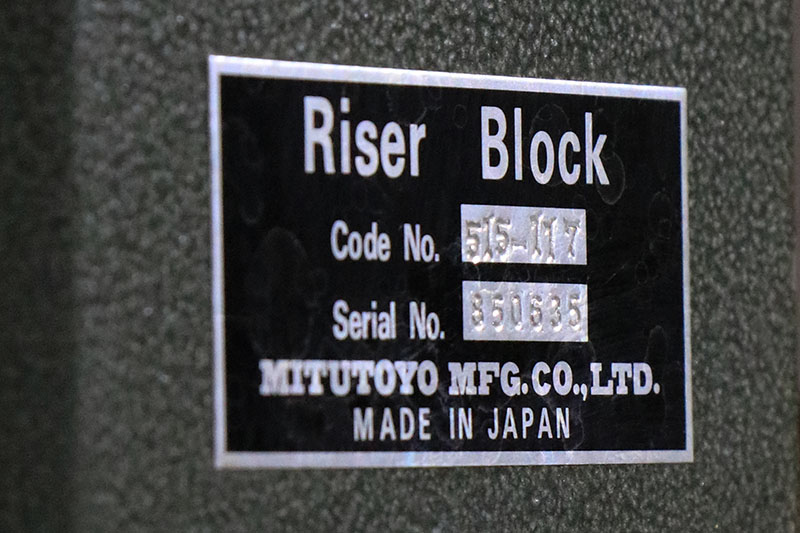 Riser Block
Code No. 515-117
Serial No. 850635
MITUTOYO MFG. CO., LTD.
MADE IN JAPAN